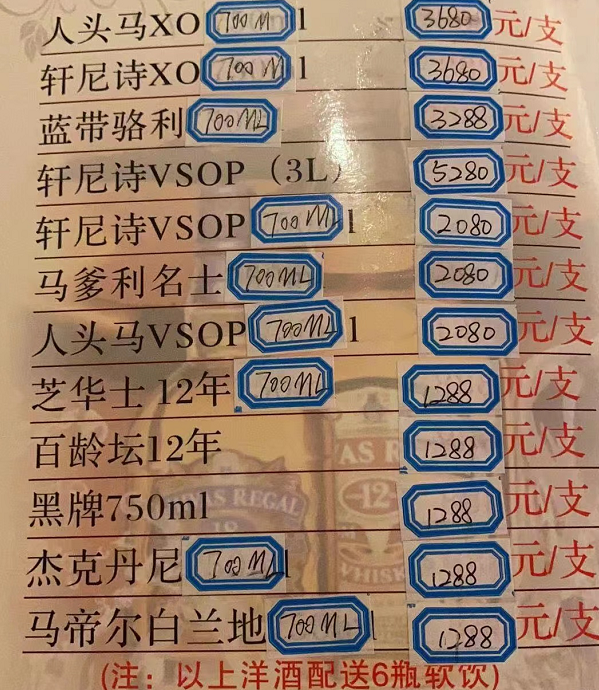 人头马XO 700Ml 3680 元/支
轩尼诗XO 700Ml 3680 元/支
蓝带骆利 700ML 3288 元/支
轩尼诗VSOP（3L） 5280 元/支
轩尼诗VSOP 700Ml 2080 元/支
马爹利名士 700ML 2080 元/支
人头马VSOP 700ML l 2080 元/支
芝华士12年 700ML 1288 元/支
百龄坛12年 1288 元/支
黑牌750ml 1288 元/支
杰克丹尼 700ML l 1288 元/支
马帝尔白兰地 700ML l 1288 元/支
(注：以上洋酒配送6瓶软饮)